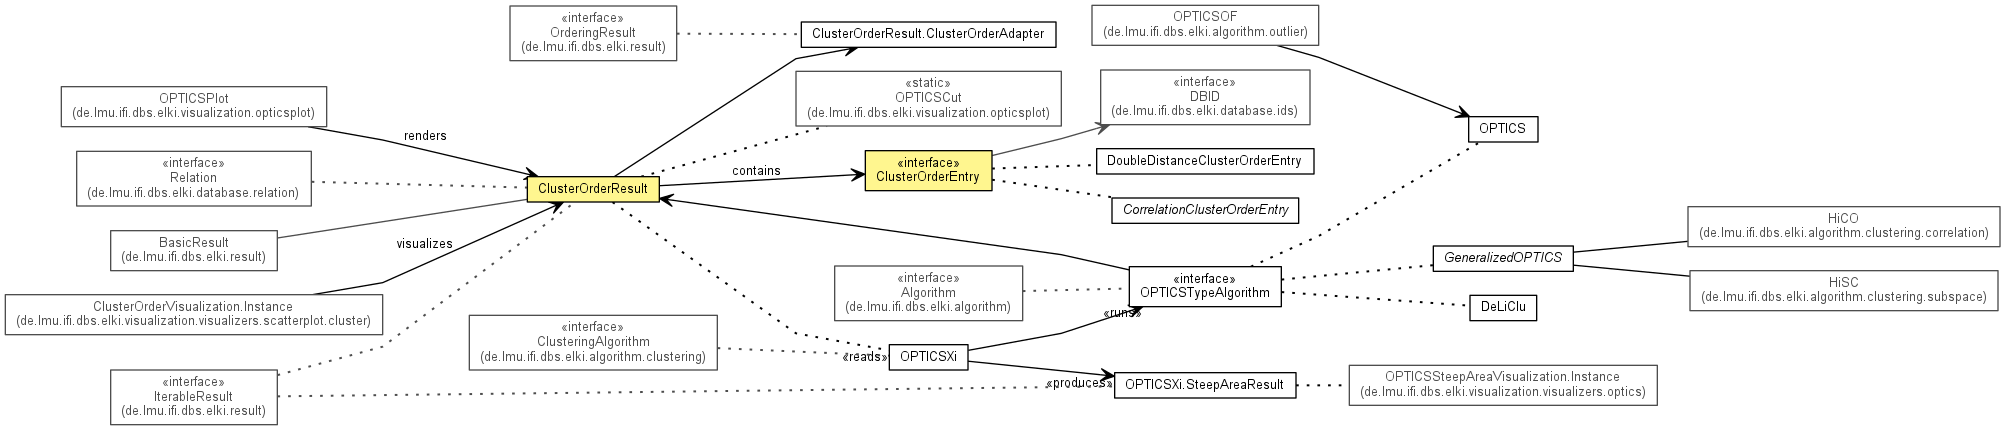 «interface»
OrderingResult
(de.lmu.ifi.dbs.elki.result)
ClusterOrderResult.ClusterOrderAdapter
OPTICSOF
(de.lmu.ifi.dbs.elki.algorithm.outlier)
OPTICSPlot
(de.lmu.ifi.dbs.elki.visualization.opticsplot)
renders
«static»
OPTICSCut
(de.lmu.ifi.dbs.elki.visualization.opticsplot)
«interface»
DBID
(de.lmu.ifi.dbs.elki.database.ids)
OPTICS
«interface»
Relation
(de.lmu.ifi.dbs.elki.database.relation)
ClusterOrderResult
contains
«interface»
ClusterOrderEntry
DoubleDistanceClusterOrderEntry
CorrelationClusterOrderEntry
BasicResult
(de.lmu.ifi.dbs.elki.result)
visualizes
HiCO
(de.lmu.ifi.dbs.elki.algorithm.clustering.correlation)
GeneralizedOPTICS
«interface»
Algorithm
(de.lmu.ifi.dbs.elki.algorithm)
«interface»
OPTICSTypeAlgorithm
HiSC
(de.lmu.ifi.dbs.elki.algorithm.clustering.subspace)
DeLiClu
ClusterOrderVisualization.Instance
(de.lmu.ifi.dbs.elki.visualization.visualizers.scatterplot.cluster)
«runs»
«interface»
ClusteringAlgorithm
(de.lmu.ifi.dbs.elki.algorithm.clustering)
«reads»
OPTICSXi
«interface»
IterableResult
(de.lmu.ifi.dbs.elki.result)
«produces»
OPTICSXi.SteepAreaResult
OPTICSSteepAreaVisualization.Instance
(de.lmu.ifi.dbs.elki.visualization.visualizers.optics)